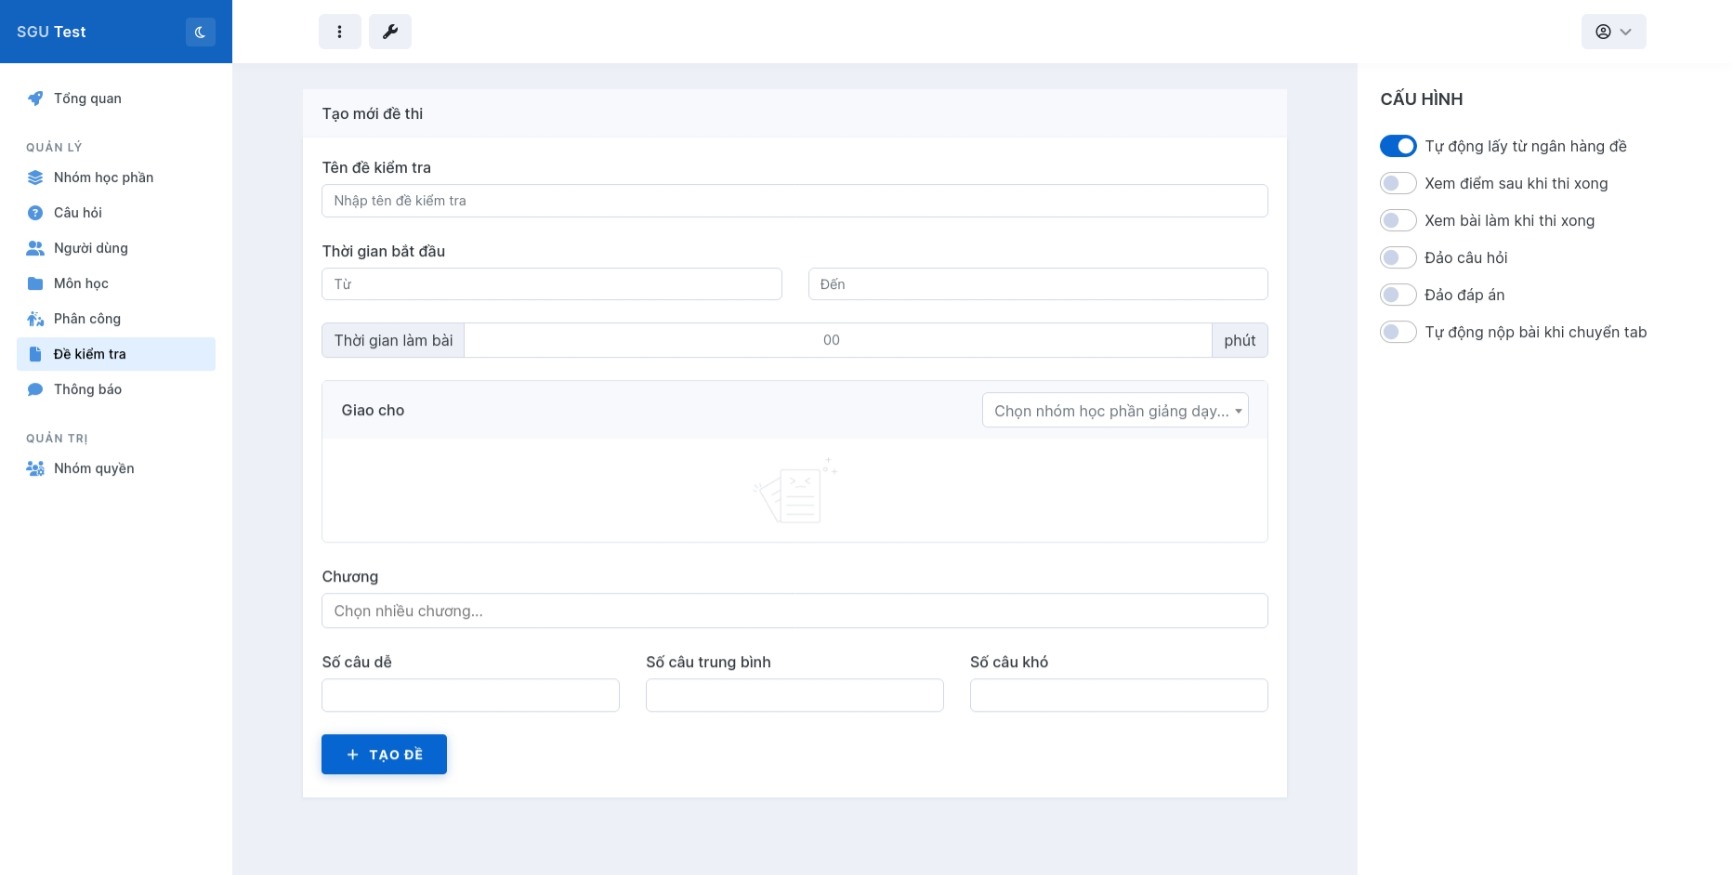 SGU Test
Tổng quan
QUẢN LÝ
Nhóm học phần
Câu hỏi
Người dùng
Môn học
Phân công
Đề kiểm tra
Thông báo
QUẢN TRỊ
Nhóm quyền
Tạo mới đề thi
Tên đề kiểm tra
Nhập tên đề kiểm tra
Thời gian bắt đầu
Từ
Đến
Thời gian làm bài
00
phút
Giao cho
Chọn nhóm học phần giảng dạy...
Chương
Chọn nhiều chương...
Số câu dễ
Số câu trung bình
Số câu khó
TẠO ĐỀ
CẤU HÌNH
Tự động lấy từ ngân hàng đề
Xem điểm sau khi thi xong
Xem bài làm khi thi xong
Đảo câu hỏi
Đảo đáp án
Tự động nộp bài khi chuyển tab